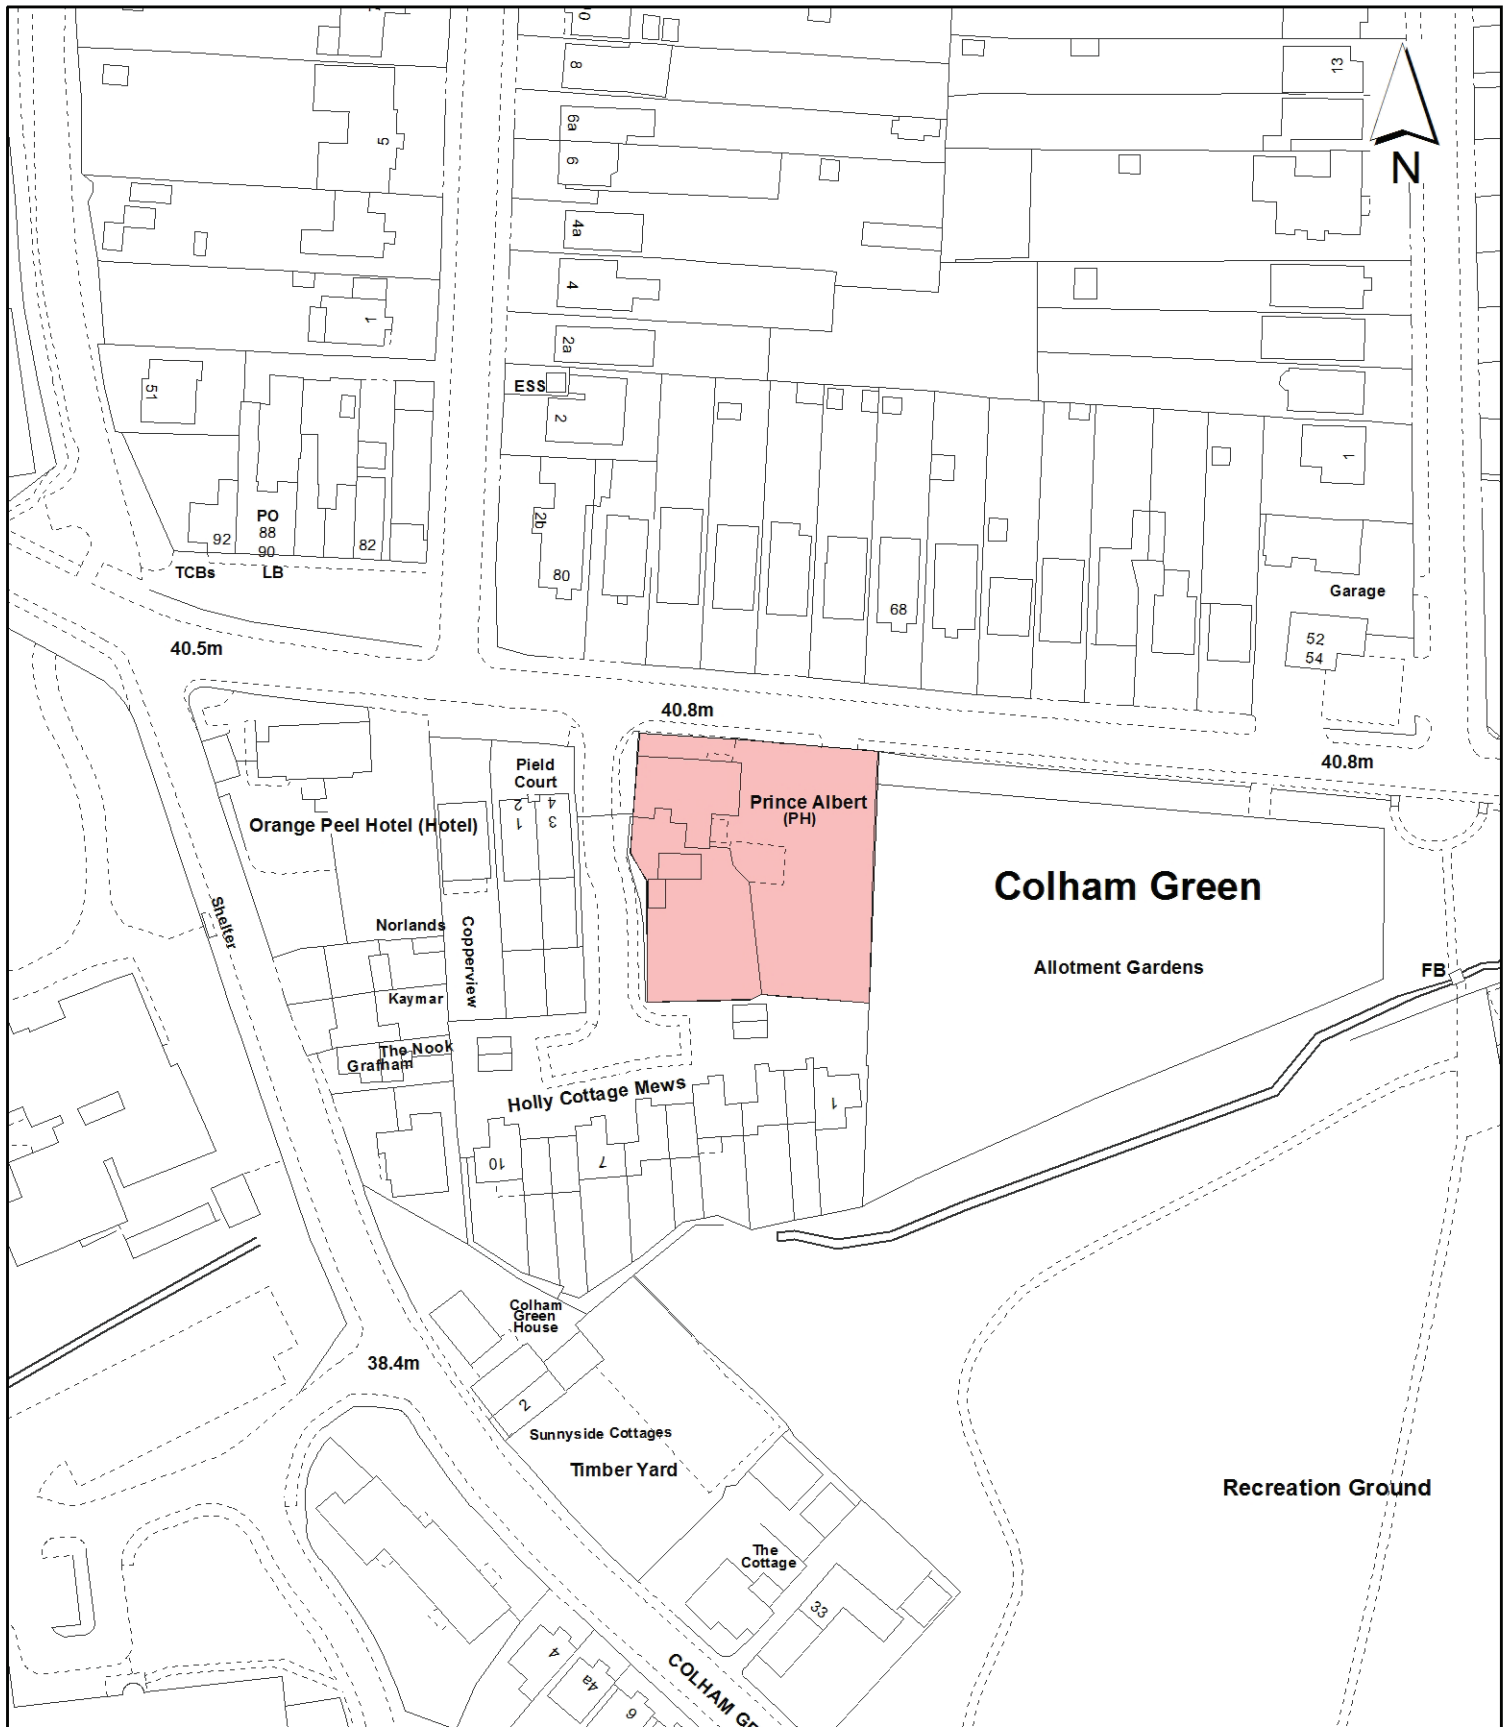 8
13
6a
5
6
N
4a
4
1
2a
51
ESS
2
1
2b
PO
88
92
90
82
TCBs
LB
80
68
Garage
52
54
40.5m
40.8m
40.8m
Pield
Court
2
4
1
3
Prince Albert
(PH)
Orange Peel Hotel (Hotel)
Colham Green
Shelter
Norlands
Copperview
Allotment Gardens
FB
Kaymar
The Nook
Grafham
Holly Cottage Mews
1
10
7
Colham
Green
House
38.4m
2
Sunnyside Cottages
Timber Yard
Recreation Ground
The
Cottage
33
4
4a
6
COLHAM